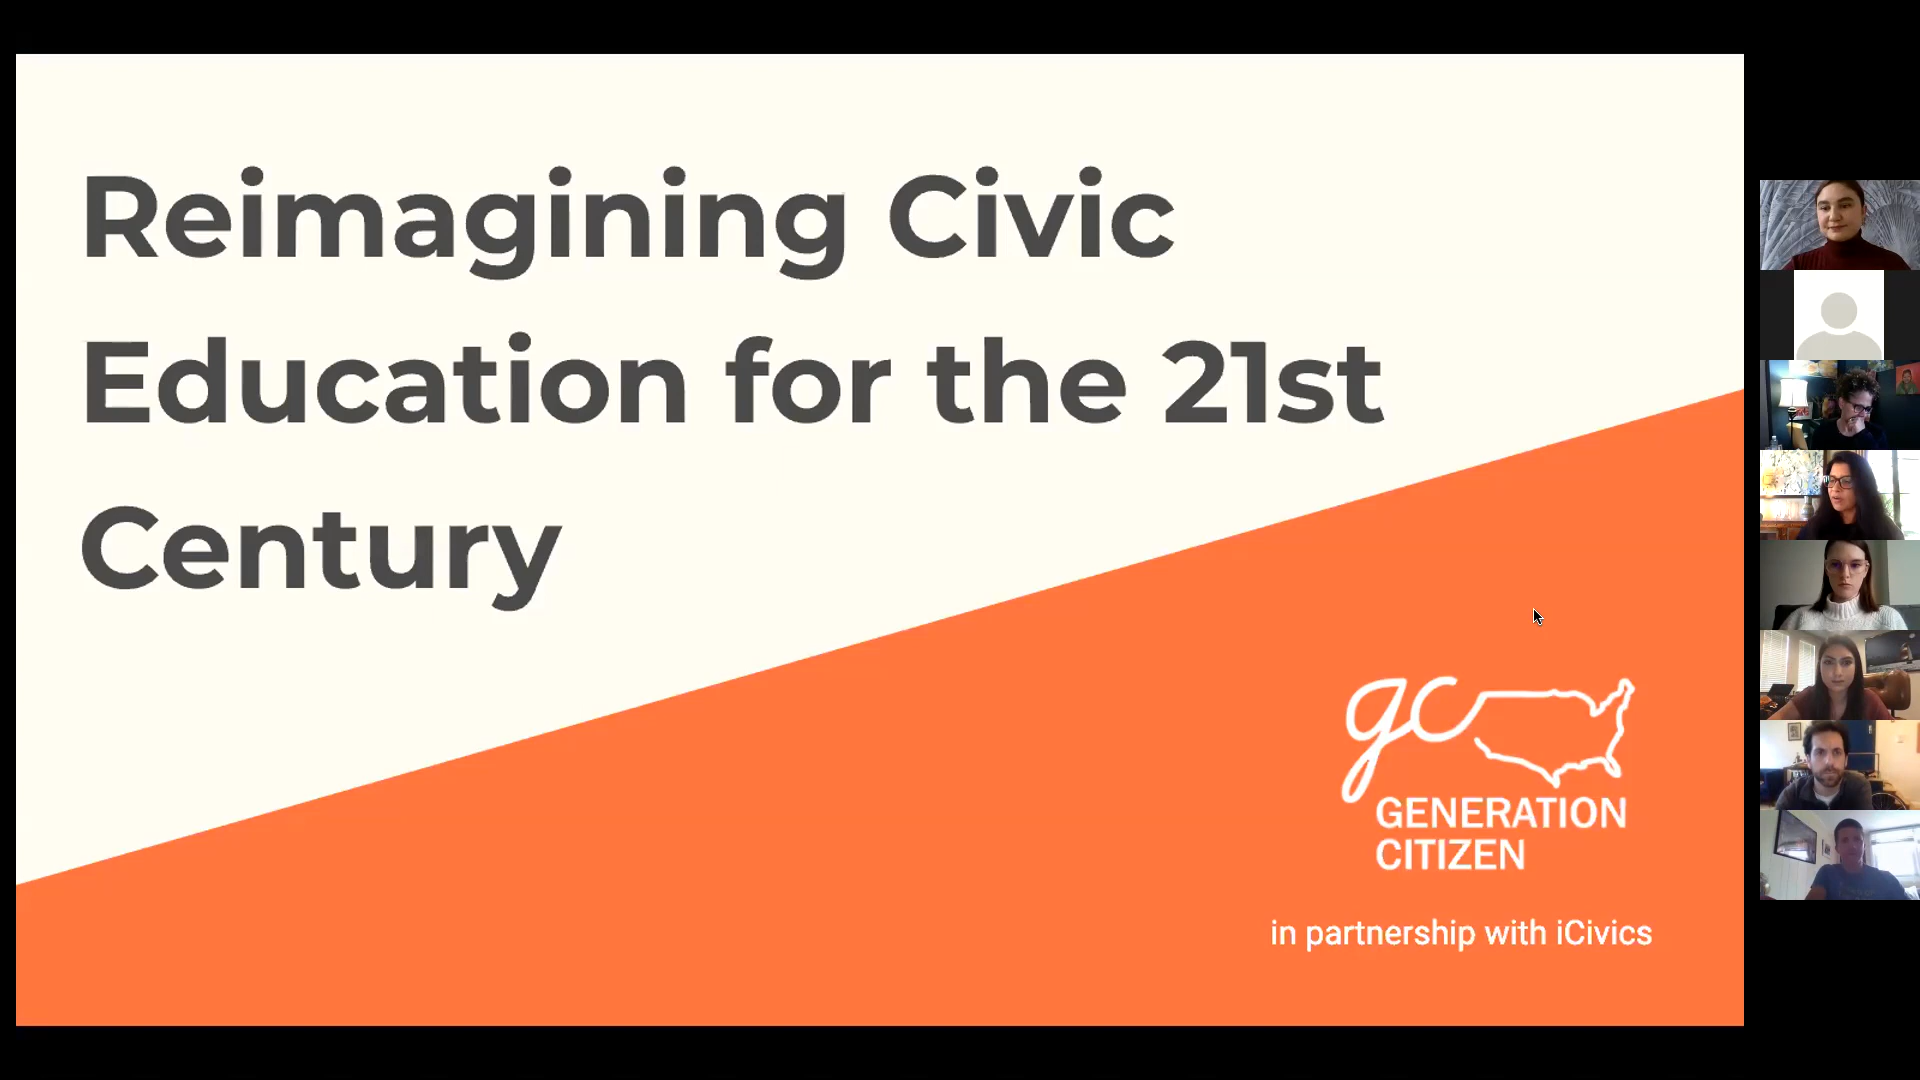 Reimagining Civic
Education for the 21st
Century
gc
GENERATION
CITIZEN
in partnership with iCivics